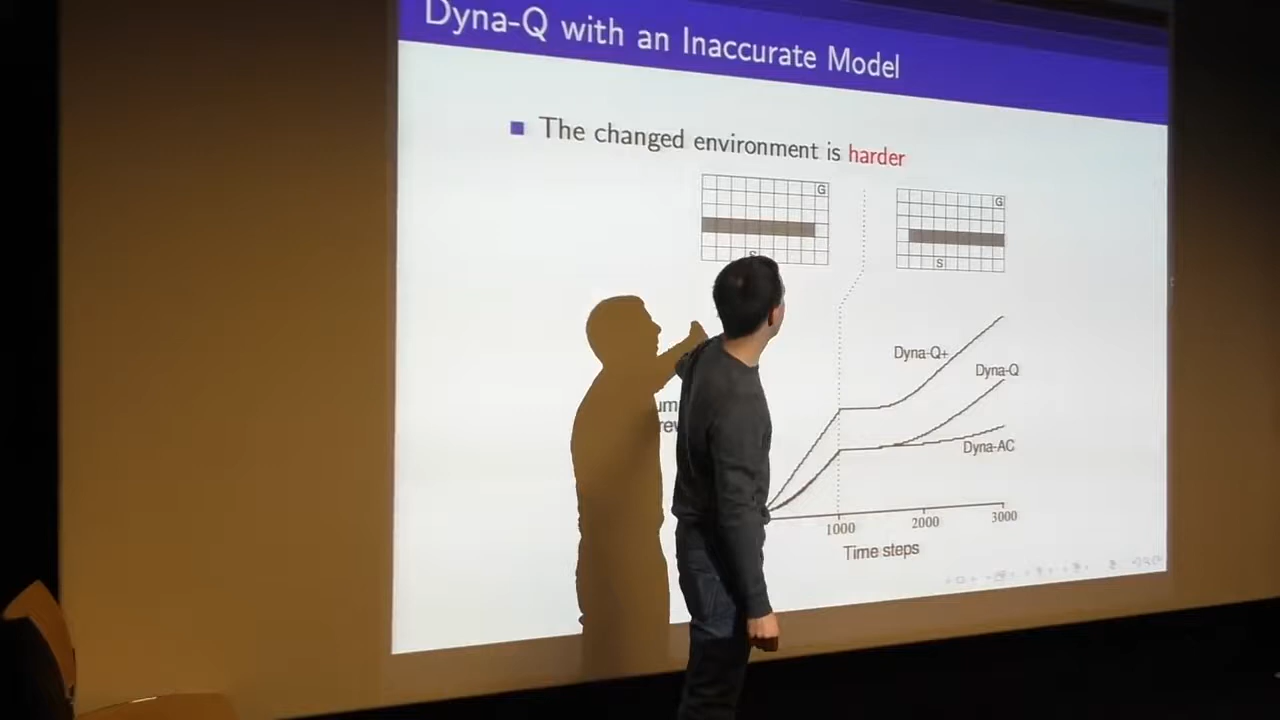 Dyna-Q with an Inaccurate Model
The changed environment is harder
G
G
S
S
Dyna-Q+
Dyna-Q
Dyna-AC
1000
2000
3000
Time steps